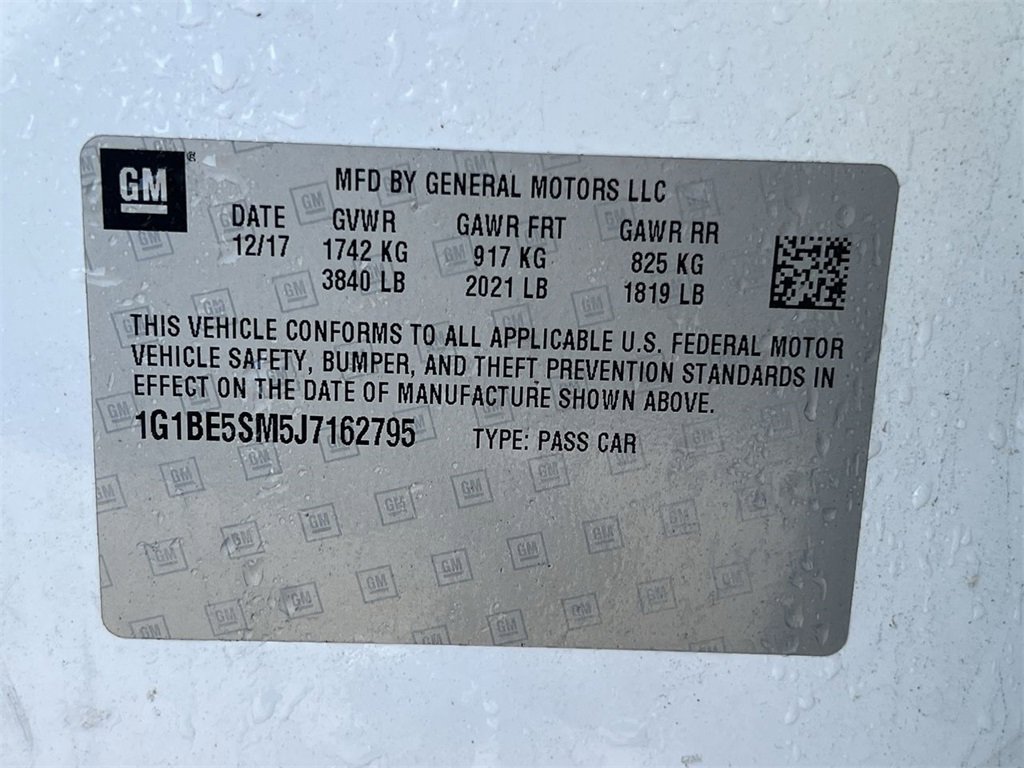 GM
MFD BY GENERAL MOTORS LLC
DATE GVWR GAWR FRT GAWR RR
12/17 1742 KG 917 KG 825 KG
3840 LB 2021 LB 1819 LB
THIS VEHICLE CONFORMS TO ALL APPLICABLE U.S. FEDERAL MOTOR
VEHICLE SAFETY, BUMPER, AND THEFT PREVENTION STANDARDS IN
EFFECT ON THE DATE OF MANUFACTURE SHOWN ABOVE.
1G1BE5SM5J7162795 TYPE: PASS CAR